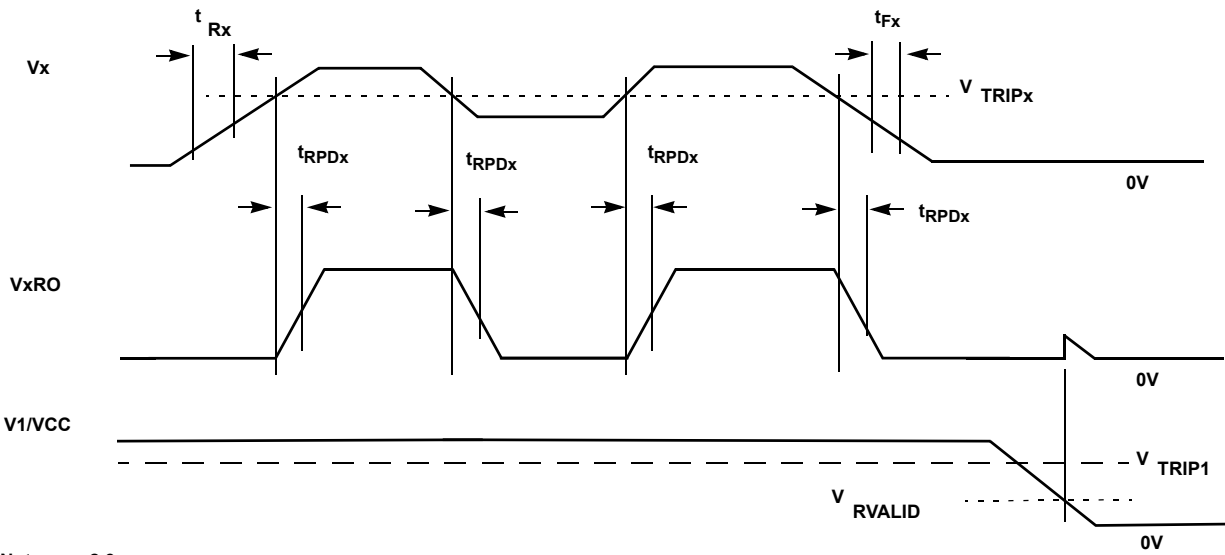 t Rx
tFx
Vx
V TRIPx
tRPDx
tRPDx
tRPDx
0V
tRPDx
VxRO
0V
V1/VCC
V TRIP1
V RVALID
0V